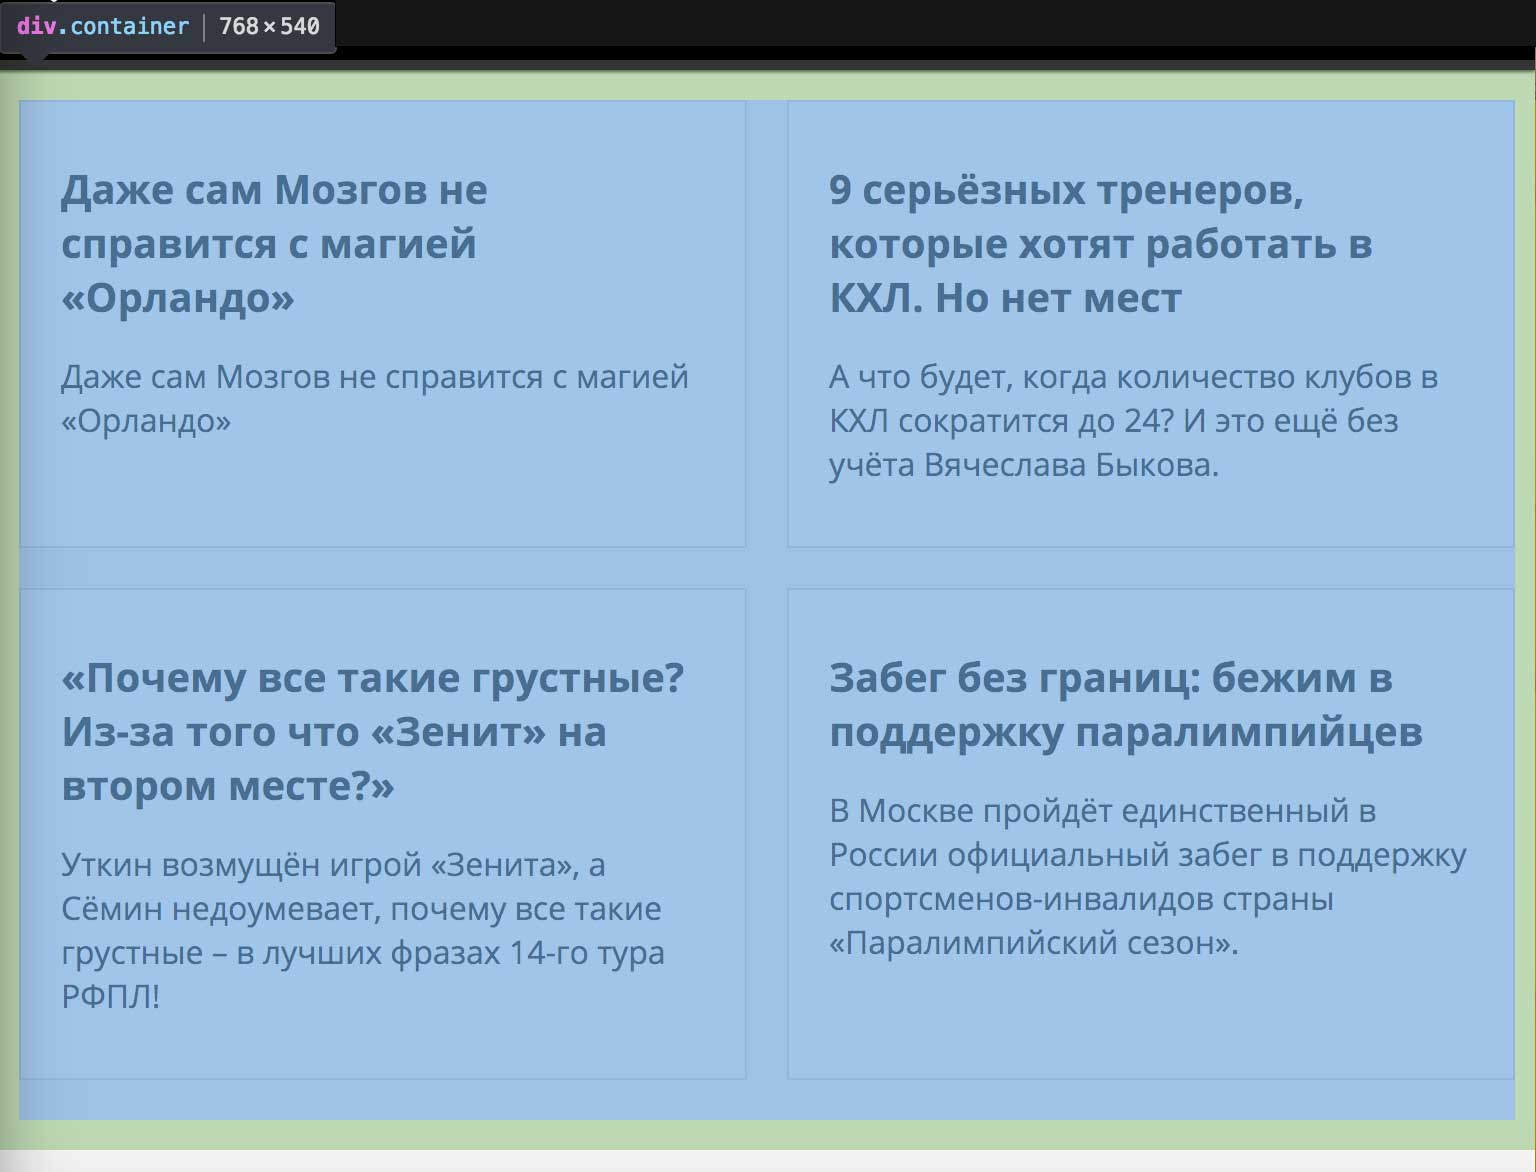 div.container | 768×540
Даже сам Мозгов не
справится с магией
«Орландо»
Даже сам Мозгов не справится с магией
«Орландо»
9 серьёзных тренеров,
которые хотят работать в
КХЛ. Но нет мест
А что будет, когда количество клубов в
КХЛ сократится до 24? И это ещё без
учёта Вячеслава Быкова.
«Почему все такие грустные?
Из-за того что «Зенит» на
втором месте?»
Уткин возмущён игрой «Зенита», а
Сёмин недоумевает, почему все такие
грустные – в лучших фразах 14-го тура
РФПЛ!
Забег без границ: бежим в
поддержку паралимпийцев
В Москве пройдёт единственный в
России официальный забег в поддержку
спортсменов-инвалидов страны
«Паралимпийский сезон».